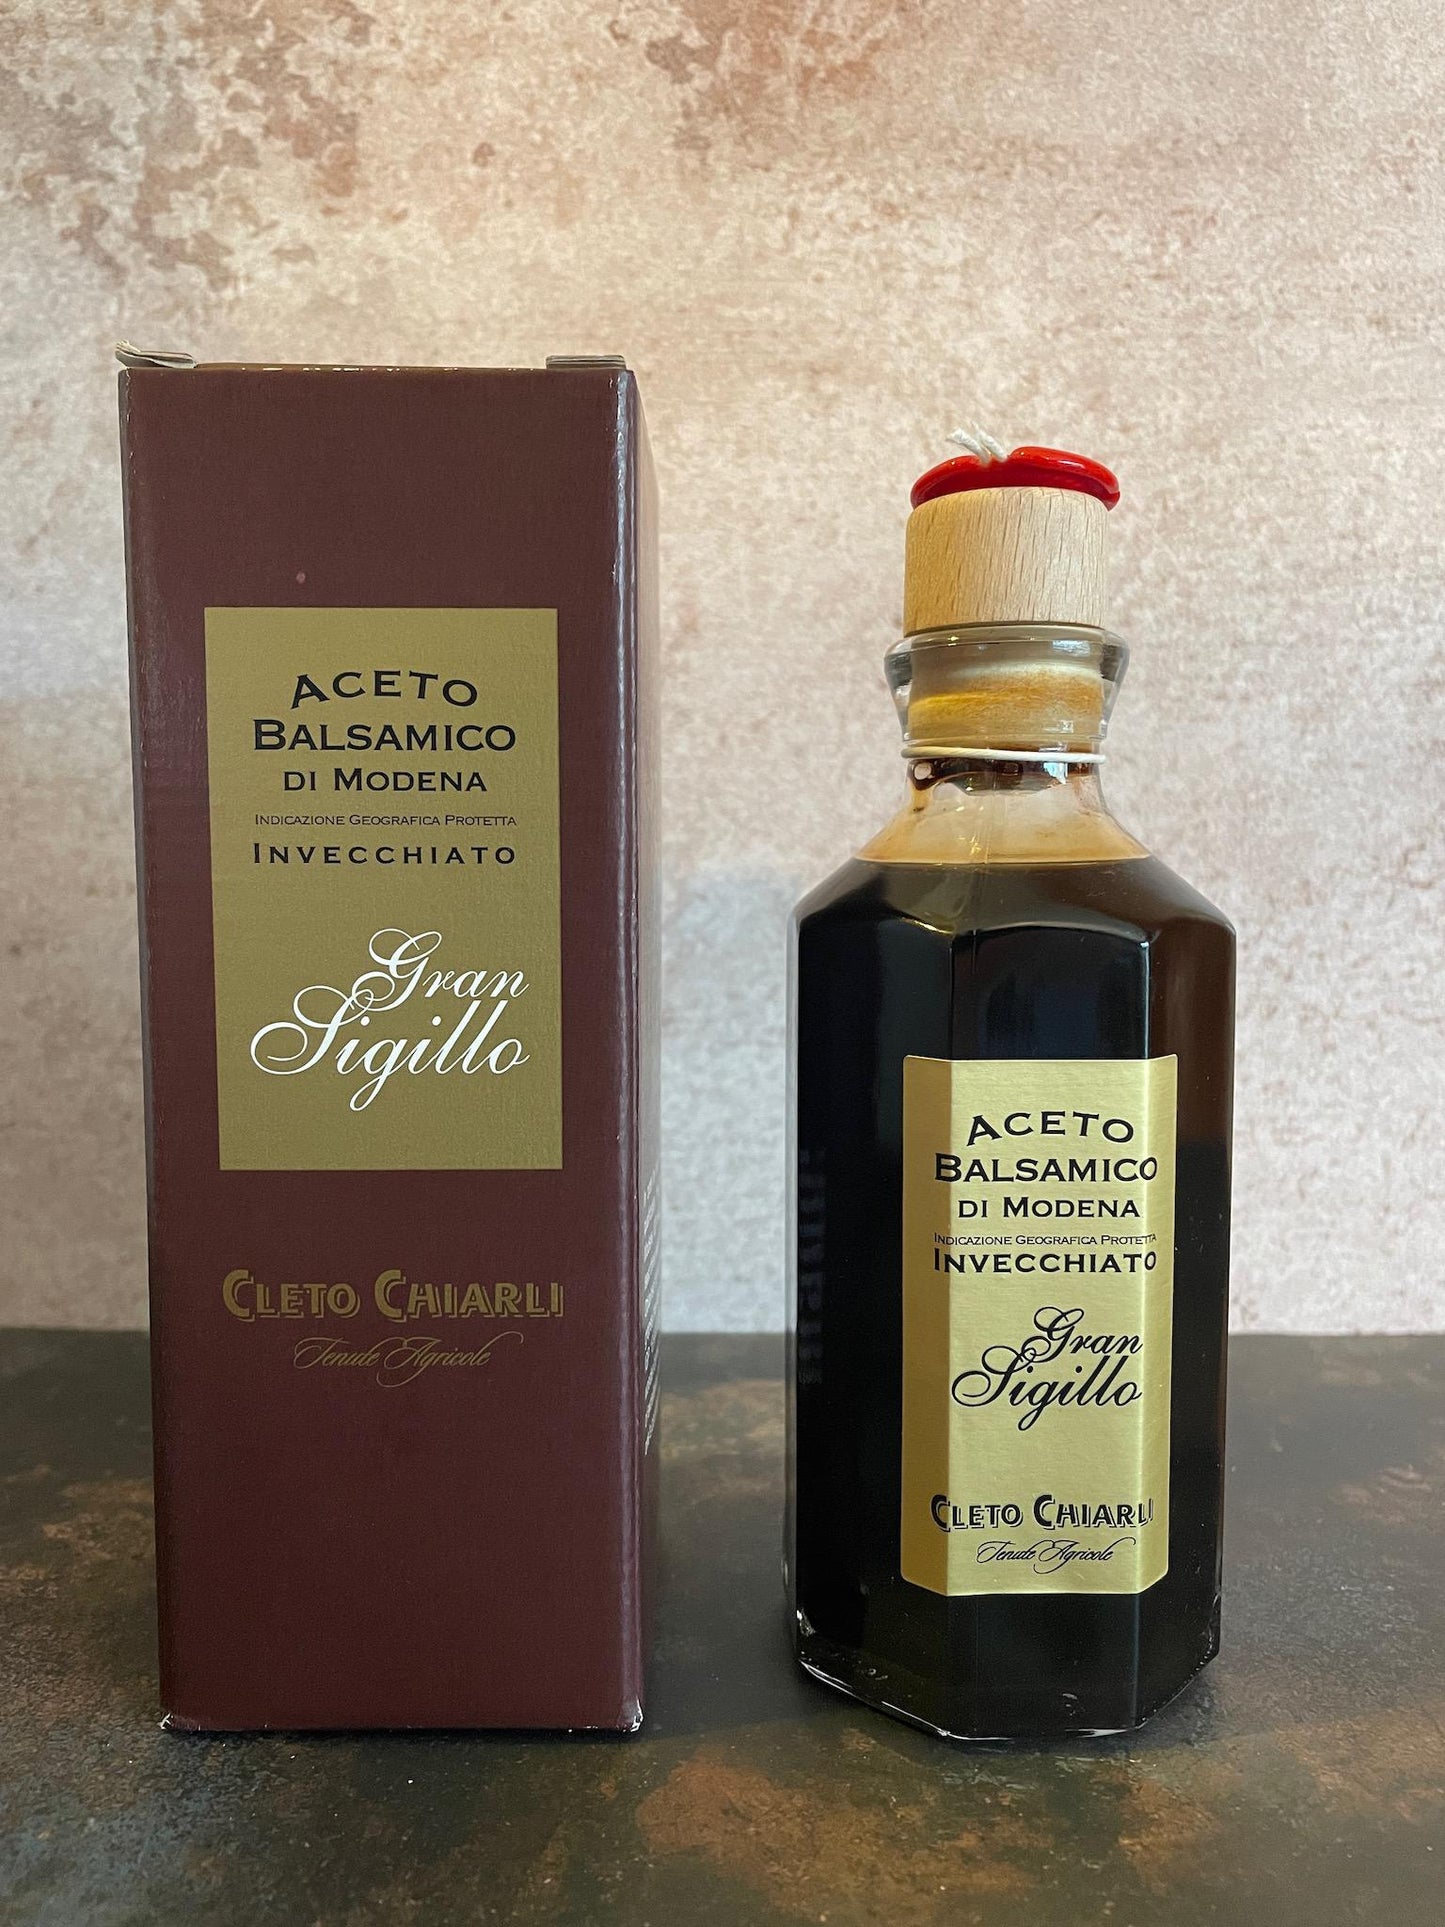 ACETO
BALSAMICO
DI MODENA
INDICAZIONE GEOGRAFICA PROTETTA
INVECCHIATO
Gran
Sigillo
CLETO CHIARLI
Tenute Agricole
ACETO
BALSAMICO
DI MODENA
INDICAZIONE GEOGRAFICA PROTETTA
INVECCHIATO
Gran
Sigillo
CLETO CHIARLI
Tenute Agricole